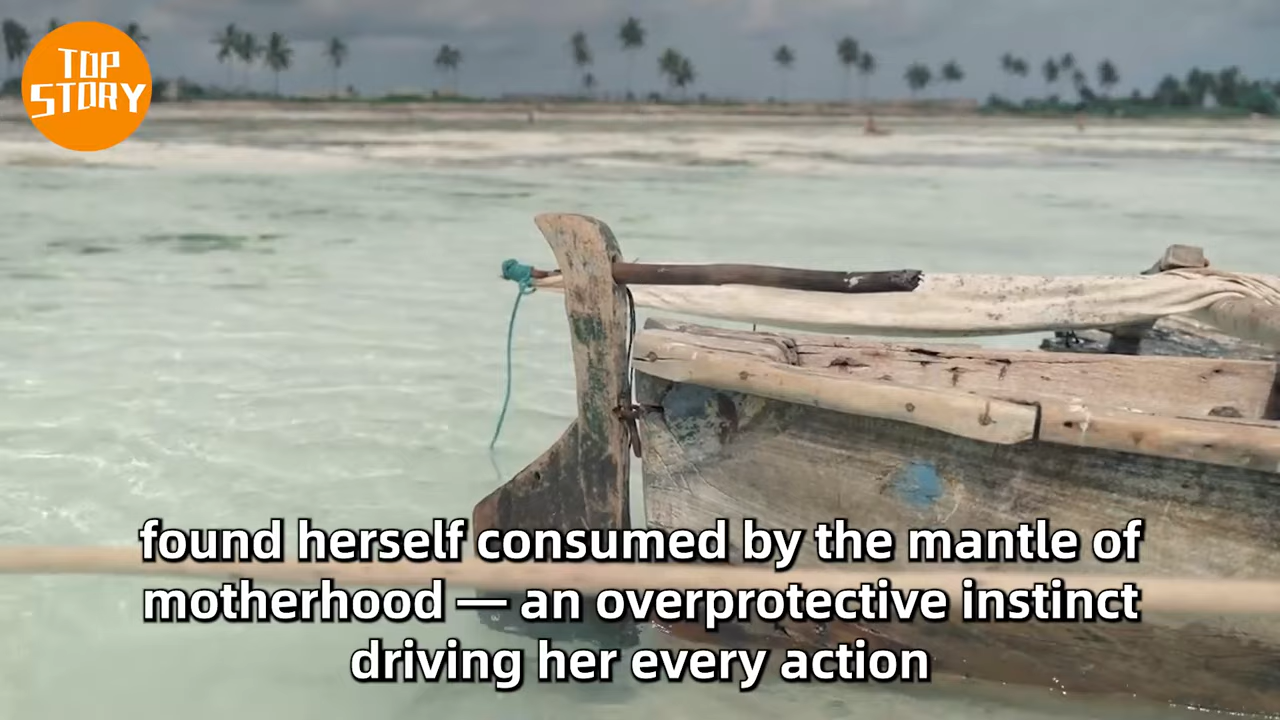 TOP
STORY
found herself consumed by the mantle of
motherhood — an overprotective instinct
driving her every action